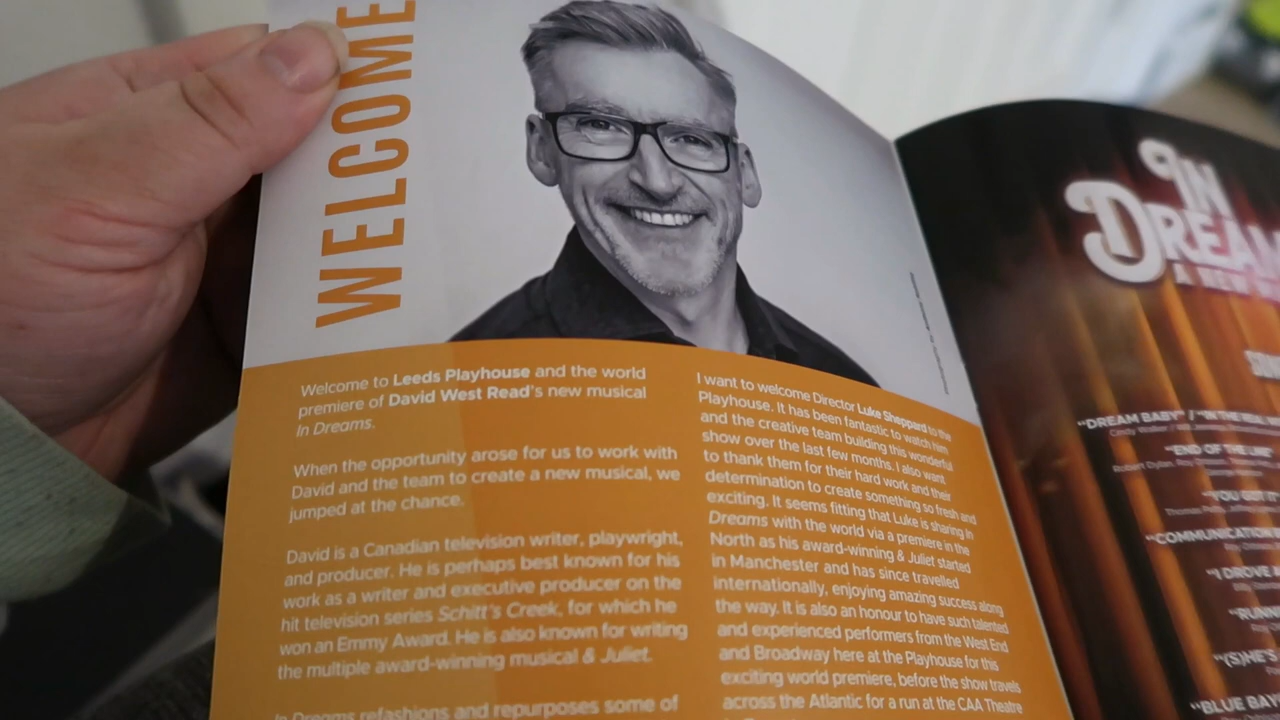 WELCOME
Welcome to Leeds Playhouse and the world
premiere of David West Read's new musical
In Dreams.
When the opportunity arose for us to work with
David and the team to create a new musical, we
jumped at the chance.
David is a Canadian television writer, playwright,
and producer. He is perhaps best known for his
work as a writer and executive producer on the
hit television series Schitt's Creek, for which he
won an Emmy Award. He is also known for writing
the multiple award-winning musical & Juliet.
In Dreams refashions and repurposes some of
I want to welcome Director Luke Sheppard to the
Playhouse. It has been fantastic to watch him
and the creative team building this wonderful
show over the last few months. I also want
to thank them for their hard work and their
determination to create something so fresh and
exciting. It seems fitting that Luke is sharing In
Dreams with the world via a premiere in the
North as his award-winning & Juliet started
in Manchester and has since travelled
internationally, enjoying amazing success along
the way. It is also an honour to have such talented
and experienced performers from the West End
and Broadway here at the Playhouse for this
exciting world premiere, before the show travels
across the Atlantic for a run at the CAA Theatre
IN
DREAM
A NEW
"DREAM BABY" / "IN THE REAL
Cindy Walker / Will Jennings
"END OF THE LINE"
"YOU GOT IT"
"COMMUNICATION
"I DROVE A
"RUNN
"(S)HE'S
"BLUE BAY